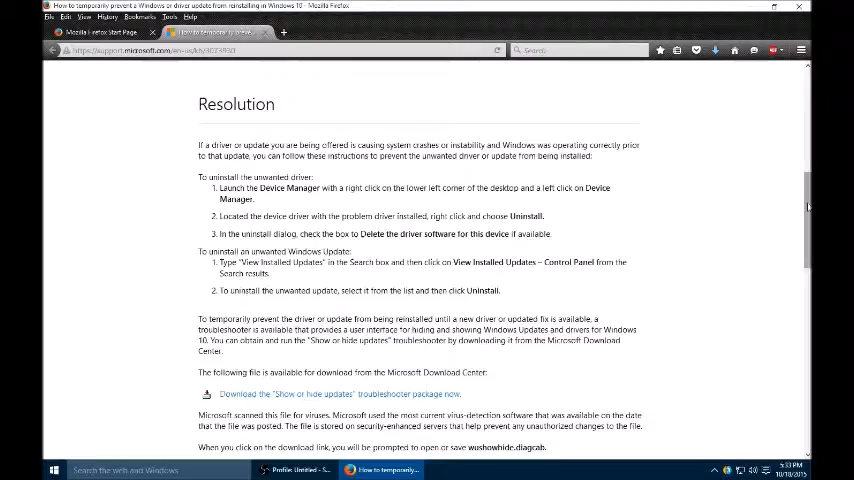 How to temporarily prevent a Windows or driver update from reinstalling in Windows 10 - Mozilla Firefox
File Edit View History Bookmarks Tools Help
Mozilla Firefox Start Page
How to temporarily preve...
https://support.microsoft.com/en-us/kb/3073930
Search
Resolution
If a driver or update you are being offered is causing system crashes or instability and Windows was operating correctly prior
to that update, you can follow these instructions to prevent the unwanted driver or update from being installed:
To uninstall the unwanted driver:
1. Launch the Device Manager with a right click on the lower left corner of the desktop and a left click on Device
Manager.
2. Located the device driver with the problem driver installed, right click and choose Uninstall.
3. In the uninstall dialog, check the box to Delete the driver software for this device if available.
To uninstall an unwanted Windows Update:
1. Type "View Installed Updates" in the Search box and then click on View Installed Updates – Control Panel from the
Search results.
2. To uninstall the unwanted update, select it from the list and then click Uninstall.
To temporarily prevent the driver or update from being reinstalled until a new driver or updated fix is available, a
troubleshooter is available that provides a user interface for hiding and showing Windows Updates and drivers for Windows
10. You can obtain and run the "Show or hide updates" troubleshooter by downloading it from the Microsoft Download
Center.
The following file is available for download from the Microsoft Download Center:
Download the "Show or hide updates" troubleshooter package now.
Microsoft scanned this file for viruses. Microsoft used the most current virus-detection software that was available on the date
that the file was posted. The file is stored on security-enhanced servers that help prevent any unauthorized changes to the file.
When you click on the download link, you will be prompted to open or save wushowhide.diagcab.
Search the web and Windows
Profile: Untitled - S...
How to temporarily...
5:33 PM
10/18/2015